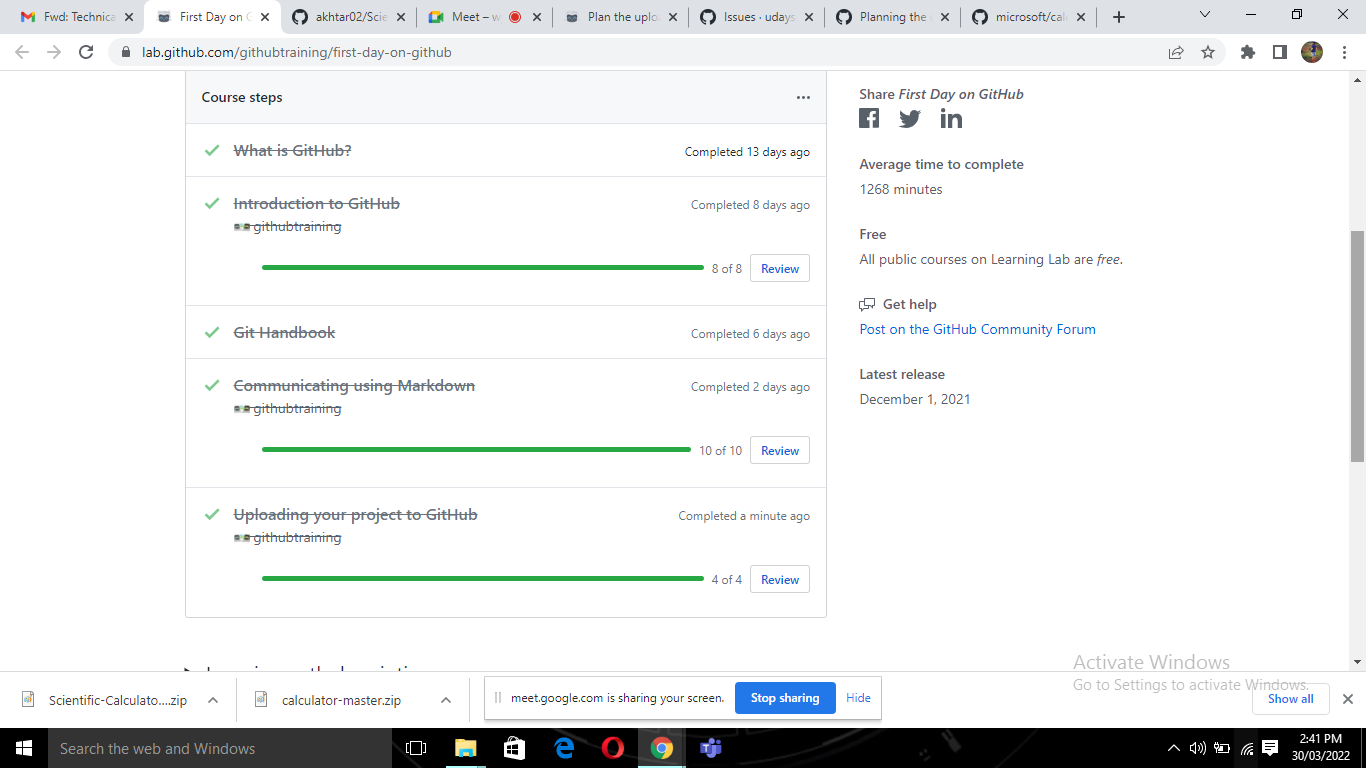 Fwd: Technica
First Day on G
akhtar02/Scie
Meet – w
Plan the uplo
Issues · udays
Planning the
microsoft/cal
lab.github.com/githubtraining/first-day-on-github
Course steps
What is GitHub?
Completed 13 days ago
Introduction to GitHub
Completed 8 days ago
githubtraining
8 of 8
Review
Git Handbook
Completed 6 days ago
Communicating using Markdown
Completed 2 days ago
githubtraining
10 of 10
Review
Uploading your project to GitHub
Completed a minute ago
githubtraining
4 of 4
Review
Share First Day on GitHub
Average time to complete
1268 minutes
Free
All public courses on Learning Lab are free.
Get help
Post on the GitHub Community Forum
Latest release
December 1, 2021
Activate Windows
Go to Settings to activate Windows.
Scientific-Calculato....zip
calculator-master.zip
meet.google.com is sharing your screen.
Stop sharing
Hide
Show all
Search the web and Windows
2:41 PM
30/03/2022